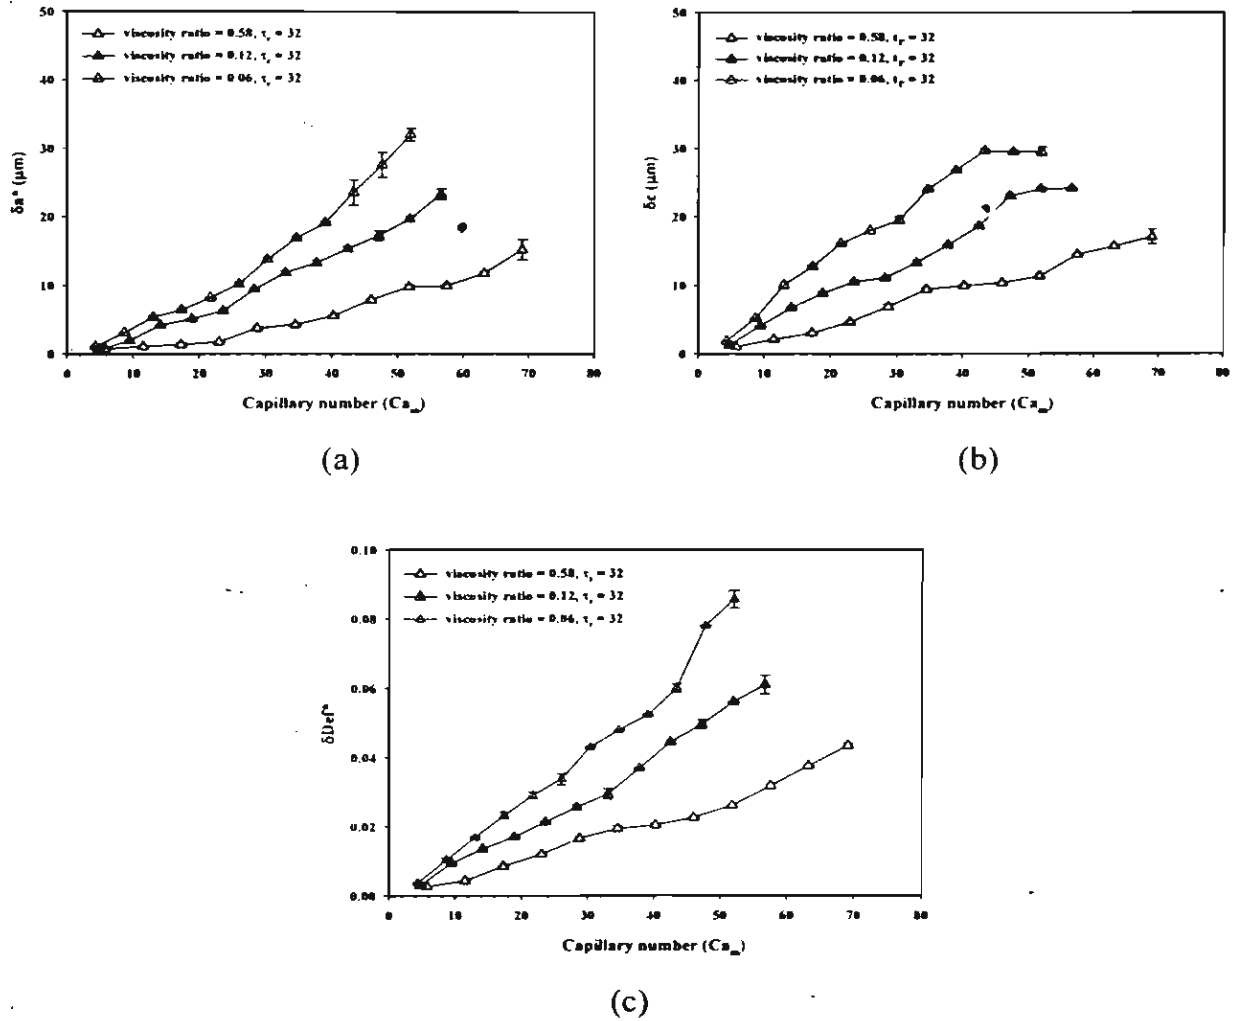 50
40
30
20
10
0
δa* (μm)
viscosity ratio = 0.58, τr = 32
viscosity ratio = 0.12, τr = 32
viscosity ratio = 0.06, τr = 32
0 10 20 30 40 50 60 70 80
Capillary number (Cam)
(a)
50
40
30
20
10
0
δc (μm)
viscosity ratio = 0.58, τr = 32
viscosity ratio = 0.12, τr = 32
viscosity ratio = 0.06, τr = 32
0 10 20 30 40 50 60 70 80
Capillary number (Cam)
(b)
0.10
0.08
0.06
0.04
0.02
0.00
δDef*
viscosity ratio = 0.58, τr = 32
viscosity ratio = 0.12, τr = 32
viscosity ratio = 0.06, τr = 32
0 10 20 30 40 50 60 70 80
Capillary number (Cam)
(c)